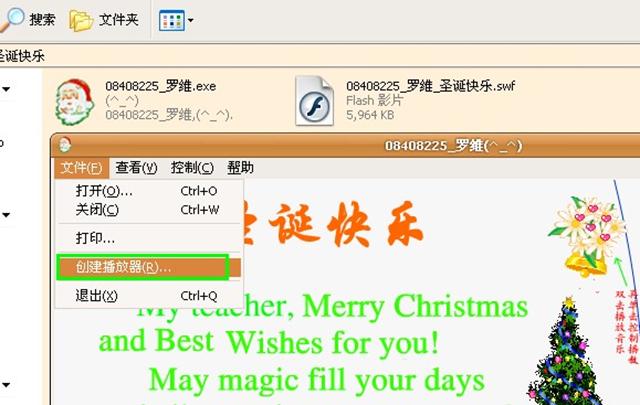 搜索 文件夹
圣诞快乐
08408225_罗维.exe
(^_^)
08408225_罗维,(^_^).
08408225_罗维_圣诞快乐.swf
Flash 影片
5,964 KB
08408225_罗维(^_^)
文件(F) 查看(V) 控制(C) 帮助
打开(O)... Ctrl+O
关闭(C) Ctrl+W
打印...
创建播放器(R)...
退出(X) Ctrl+Q
诞快乐
My teacher, Merry Christmas
and Best Wishes for you!
May magic fill your days
双击播放音乐